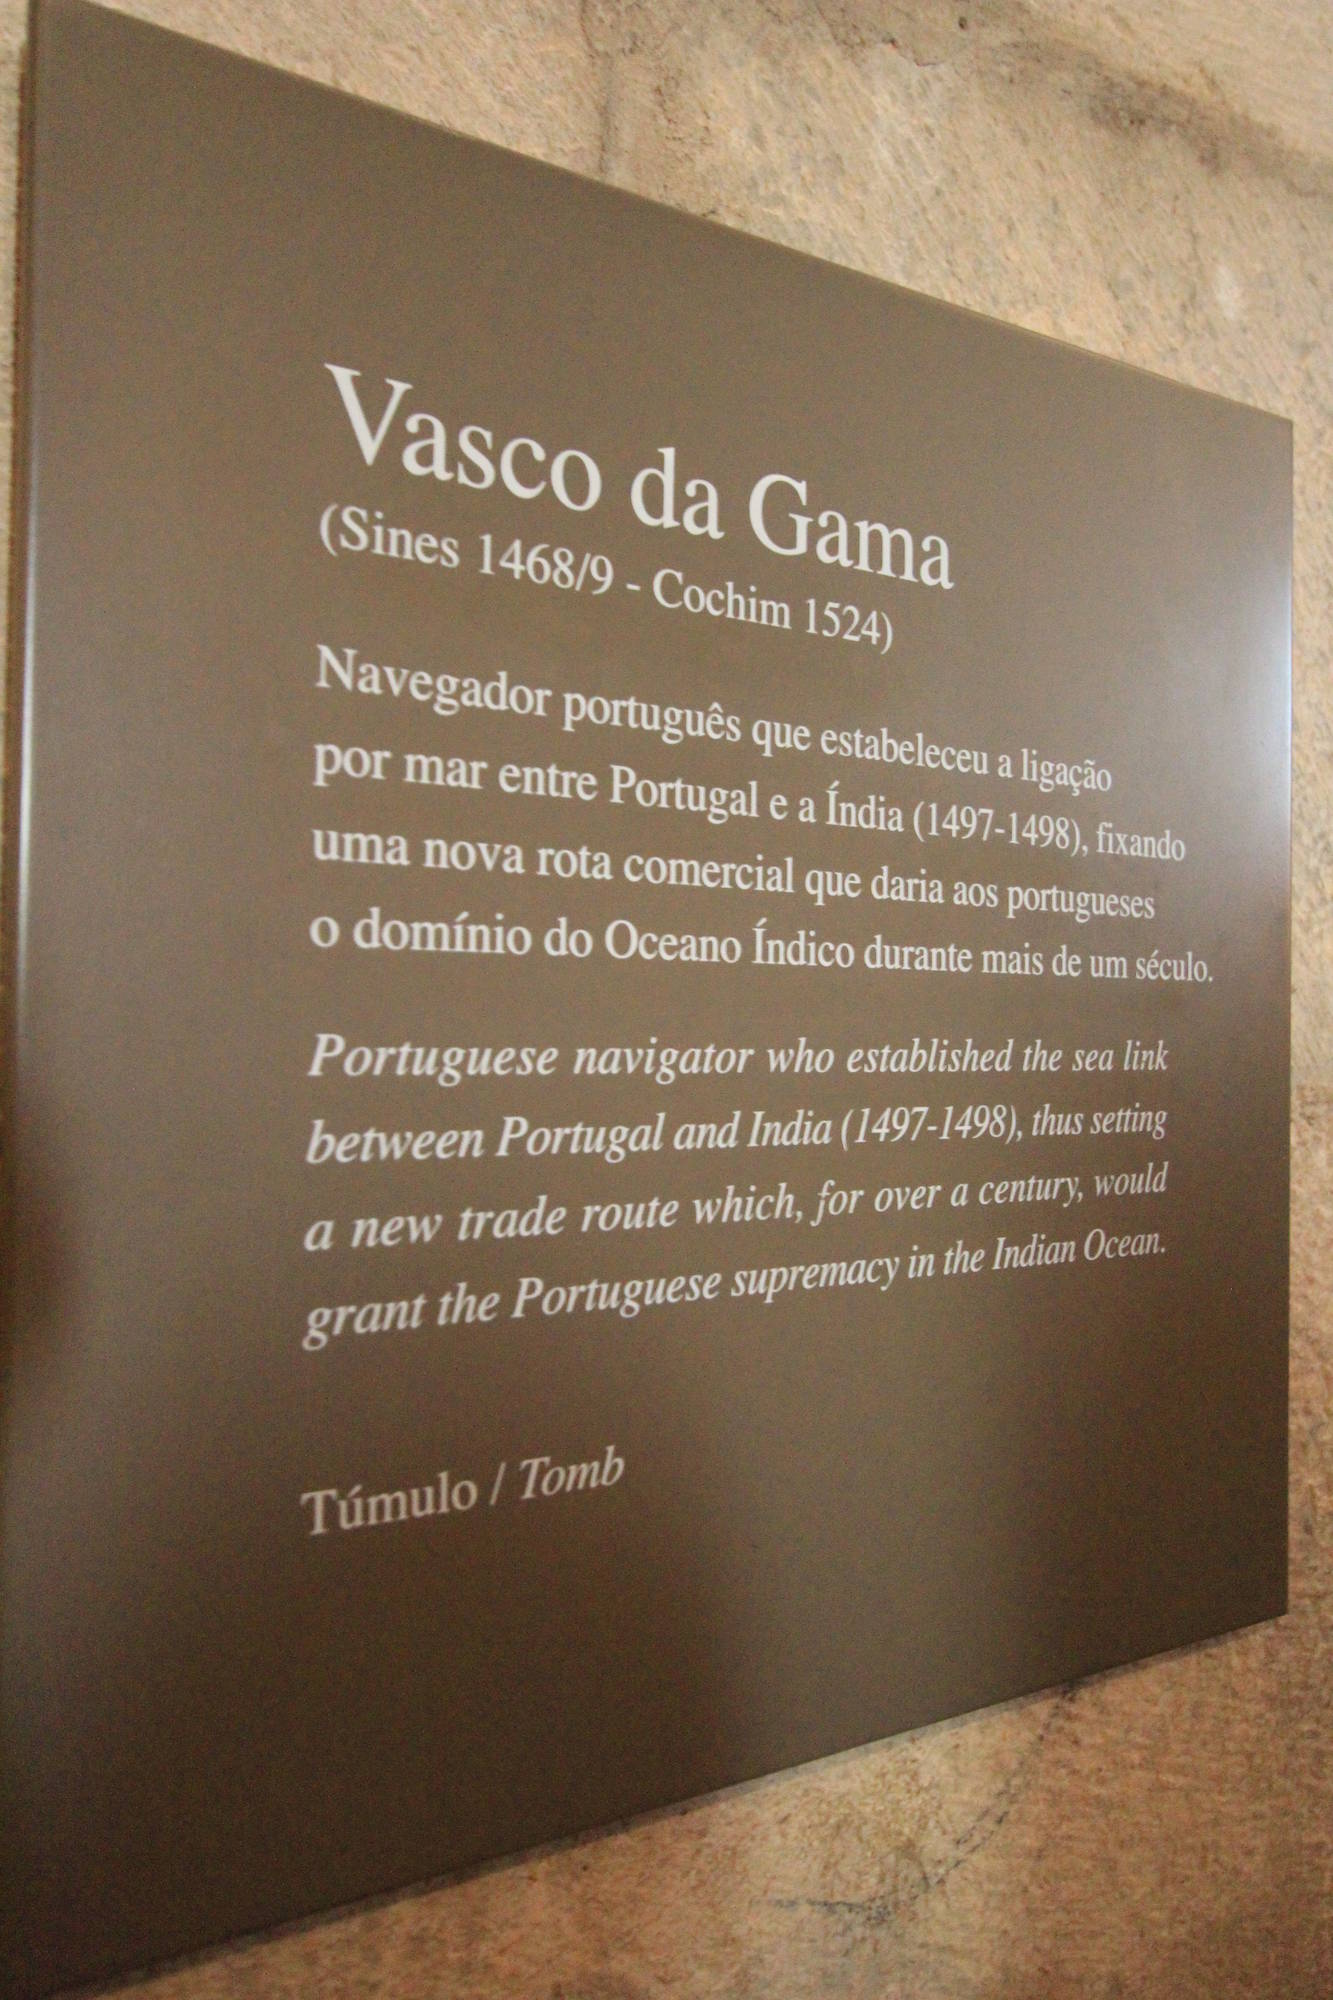 Vasco da Gama
(Sines 1468/9 - Cochim 1524)
Navegador português que estabeleceu a ligação
por mar entre Portugal e a Índia (1497-1498), fixando
uma nova rota comercial que daria aos portugueses
o domínio do Oceano Índico durante mais de um século.
Portuguese navigator who established the sea link
between Portugal and India (1497-1498), thus setting
a new trade route which, for over a century, would
grant the Portuguese supremacy in the Indian Ocean.
Túmulo / Tomb